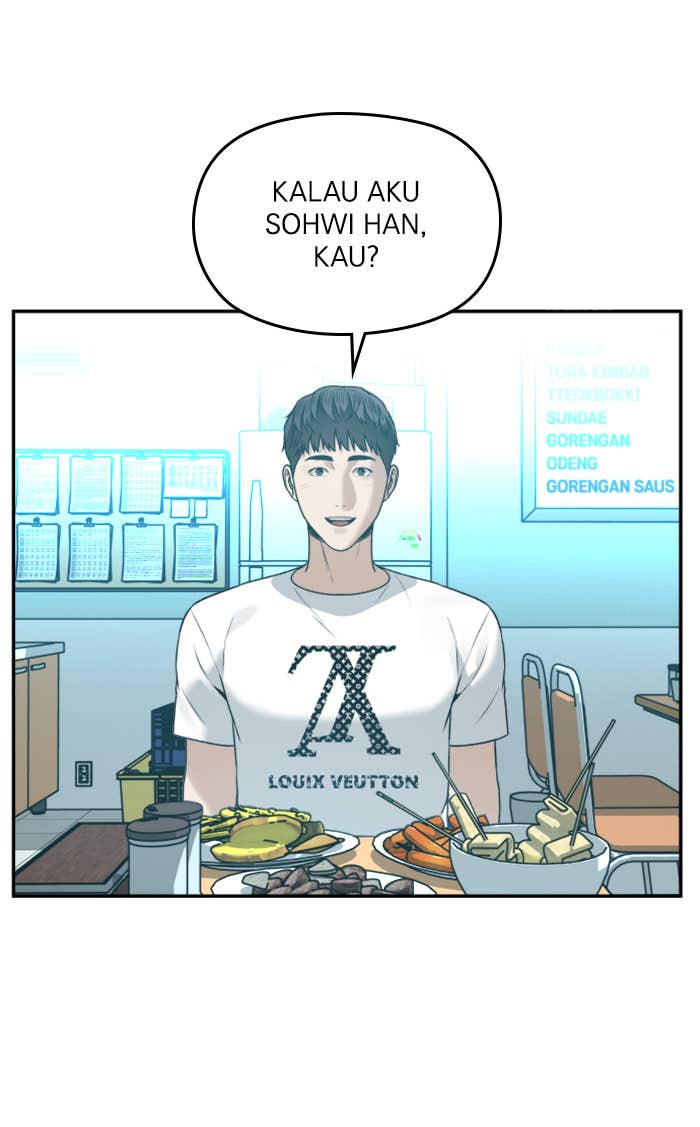 KALAU AKU
SOHWI HAN,
KAU?
TUNA KIMBAB
TTEOKBOKKI
SUNDAE
GORENGAN
ODENG
GORENGAN SAUS
LOUIX VEUTTON